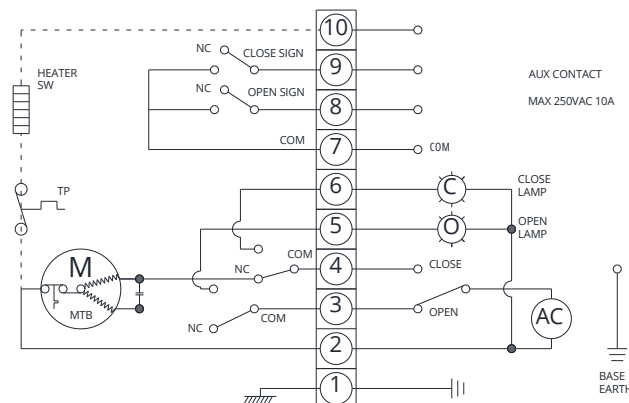 10
NC
CLOSE SIGN
9
AUX CONTACT
HEATER
SW
NC
OPEN SIGN
8
MAX 250VAC 10A
COM
7
COM
TP
6
C
CLOSE
LAMP
5
O
OPEN
LAMP
COM
NC
4
CLOSE
M
MTB
NC
COM
3
OPEN
AC
2
1
BASE
EARTH